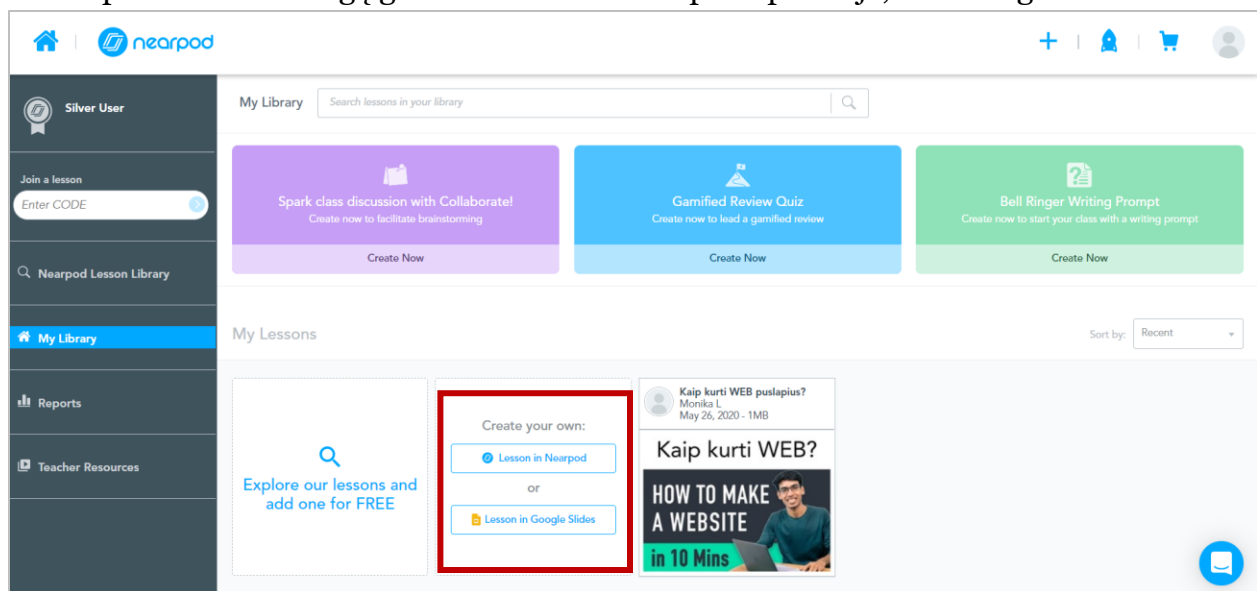 nearpod
Silver User
My Library
Search lessons in your library
Join a lesson
Enter CODE
Spark class discussion with Collaborate!
Create now to facilitate brainstorming
Create Now
Gamified Review Quiz
Create now to lead a gamified review
Create Now
Bell Ringer Writing Prompt
Create now to start your class with a writing prompt
Create Now
Nearpod Lesson Library
My Library
Reports
Teacher Resources
My Lessons
Sort by:
Recent
Explore our lessons and
add one for FREE
Create your own:
Lesson in Nearpod
or
Lesson in Google Slides
Kaip kurti WEB puslapius?
Monika L
May 26, 2020 - 1MB
Kaip kurti WEB?
HOW TO MAKE
A WEBSITE
in 10 Mins